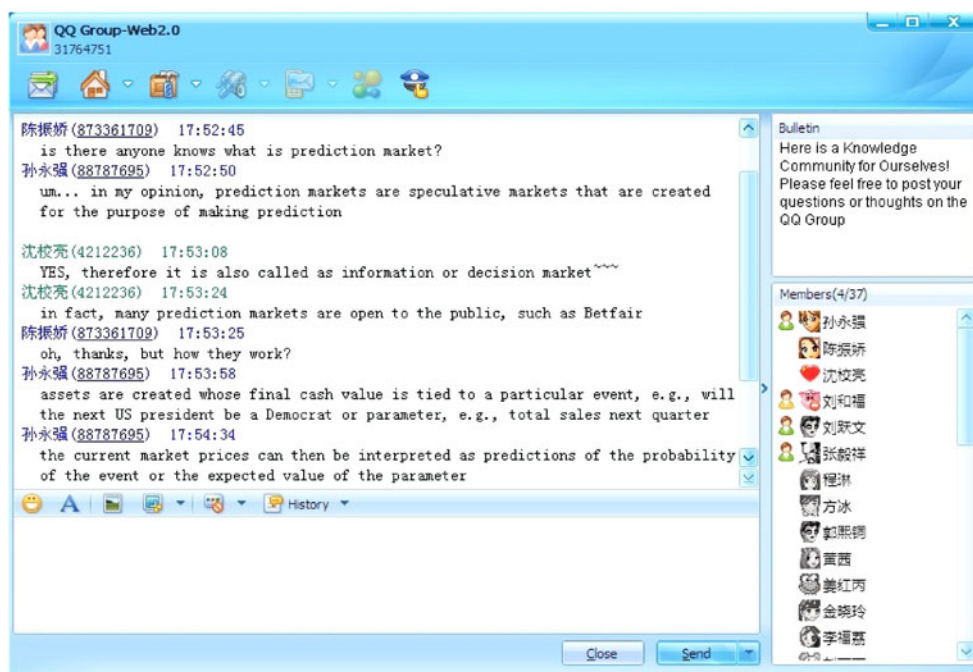 QQ Group-Web2.0
31764751
陈振娇(873361709) 17:52:45
is there anyone knows what is prediction market?
孙永强(88787695) 17:52:50
um... in my opinion, prediction markets are speculative markets that are created
for the purpose of making prediction
沈校亮(4212236) 17:53:08
YES, therefore it is also called as information or decision market~~~
沈校亮(4212236) 17:53:24
in fact, many prediction markets are open to the public, such as Betfair
陈振娇(873361709) 17:53:25
oh, thanks, but how they work?
孙永强(88787695) 17:53:58
assets are created whose final cash value is tied to a particular event, e.g., will
the next US president be a Democrat or parameter, e.g., total sales next quarter
孙永强(88787695) 17:54:34
the current market prices can then be interpreted as predictions of the probability
of the event or the expected value of the parameter
History
Close
Send
Bulletin
Here is a Knowledge
Community for Ourselves!
Please feel free to post your
questions or thoughts on the
QQ Group
Members(4/37)
孙永强
陈振娇
沈校亮
刘和福
刘跃文
张毅祥
程琳
方冰
郭熙铜
黄茜
姜红丙
金晓玲
李福荔